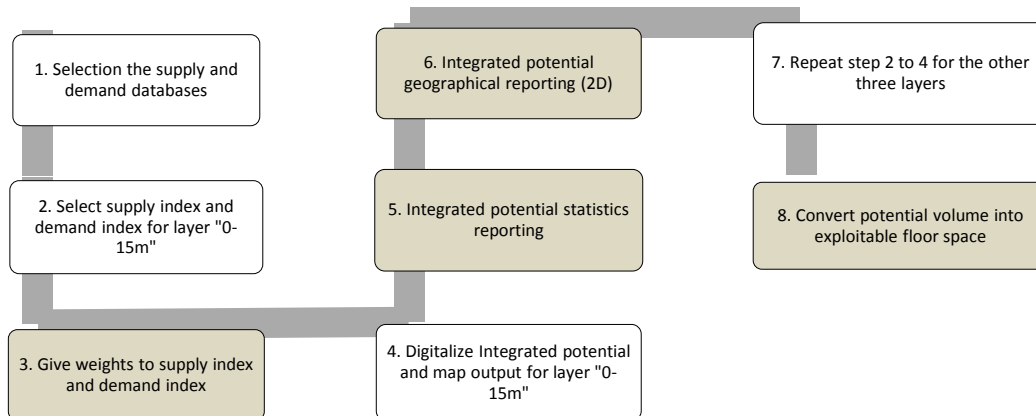 1. Selection the supply and
demand databases
2. Select supply index and
demand index for layer "0-
15m"
3. Give weights to supply index
and demand index
4. Digitalize Integrated potential
and map output for layer "0-
15m"
5. Integrated potential statistics
reporting
6. Integrated potential
geographical reporting (2D)
7. Repeat step 2 to 4 for the other
three layers
8. Convert potential volume into
exploitable floor space